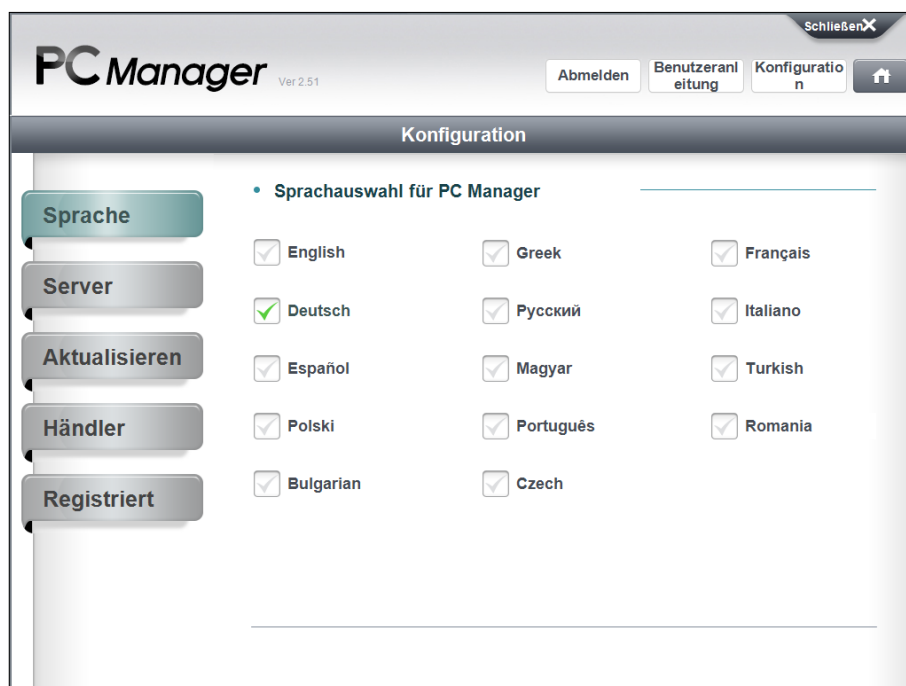 Schließen
PC Manager Ver 2.51
Abmelden
Benutzeranl
eitung
Konfiguratio
n
Konfiguration
Sprache
Server
Aktualisieren
Händler
Registriert
• Sprachauswahl für PC Manager
English Greek Français
Deutsch Русский Italiano
Español Magyar Turkish
Polski Português Romania
Bulgarian Czech